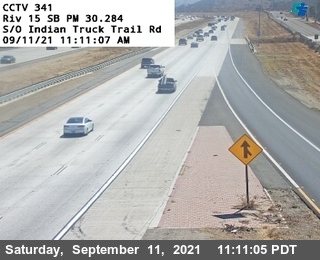 CCTV 341
Riv 15 SB PM 30.284
S/O Indian Truck Trail Rd
09/11/21 11:11:07 AM
Saturday, September 11, 2021 11:11:05 PDT